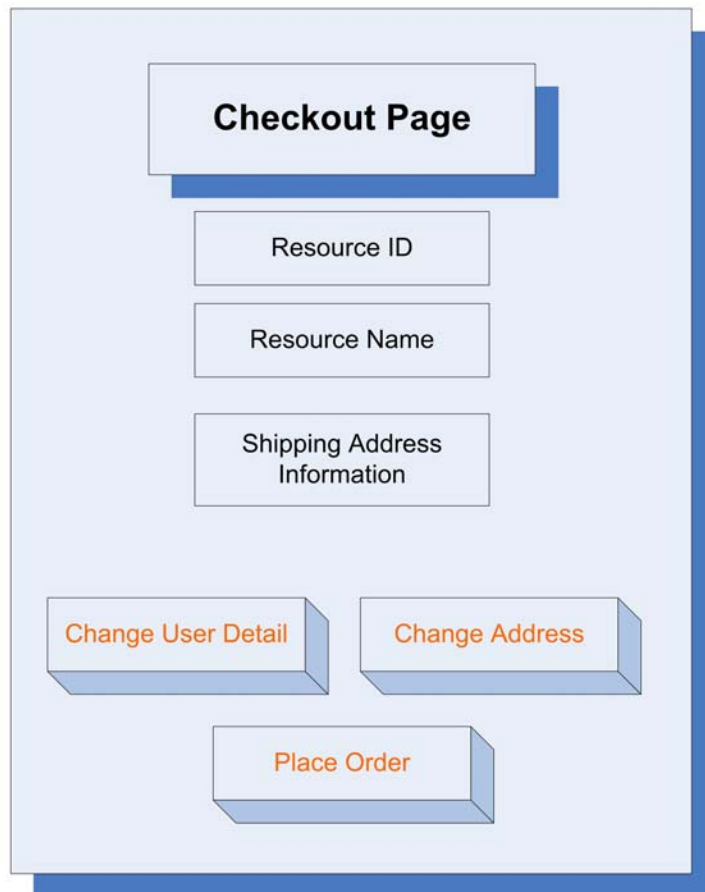 Checkout Page
Resource ID
Resource Name
Shipping Address
Information
Change User Detail
Change Address
Place Order